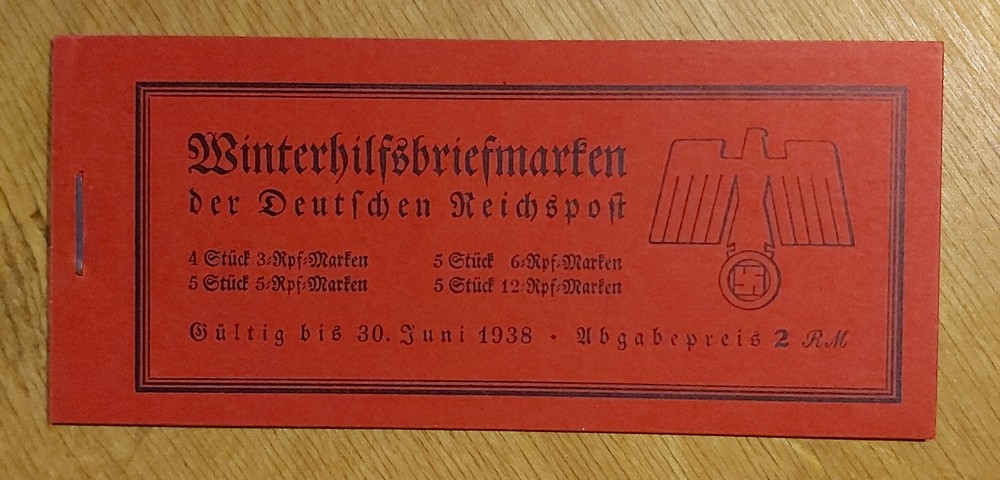 Winterhilfsbriefmarken
der Deutschen Reichspost
4 Stück 3-Rpf-Marken 5 Stück 6-Rpf-Marken
5 Stück 5-Rpf-Marken 5 Stück 12-Rpf-Marken
Gültig bis 30. Juni 1938 · Abgabepreis 2 RM